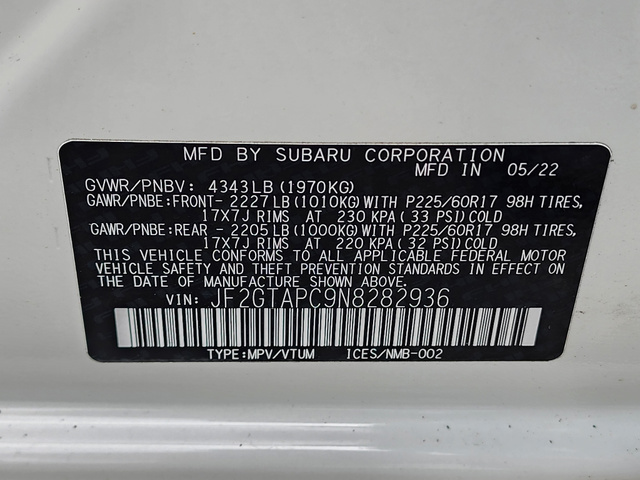 MFD BY SUBARU CORPORATION
MFD IN 05/22
GVWR/PNBV: 4343LB(1970KG)
GAWR/PNBE:FRONT- 2227LB(1010KG)WITH P225/60R17 98H TIRES,
17X7J RIMS AT 230 KPA(33 PSI)COLD
GAWR/PNBE:REAR - 2205LB(1000KG)WITH P225/60R17 98H TIRES,
17X7J RIMS AT 220 KPA(32 PSI)COLD
THIS VEHICLE CONFORMS TO ALL APPLICABLE FEDERAL MOTOR
VEHICLE SAFETY AND THEFT PREVENTION STANDARDS IN EFFECT ON
THE DATE OF MANUFACTURE SHOWN ABOVE.
VIN: JF2GTAPC9N8282936
TYPE:MPV/VTUM ICES/NMB-002